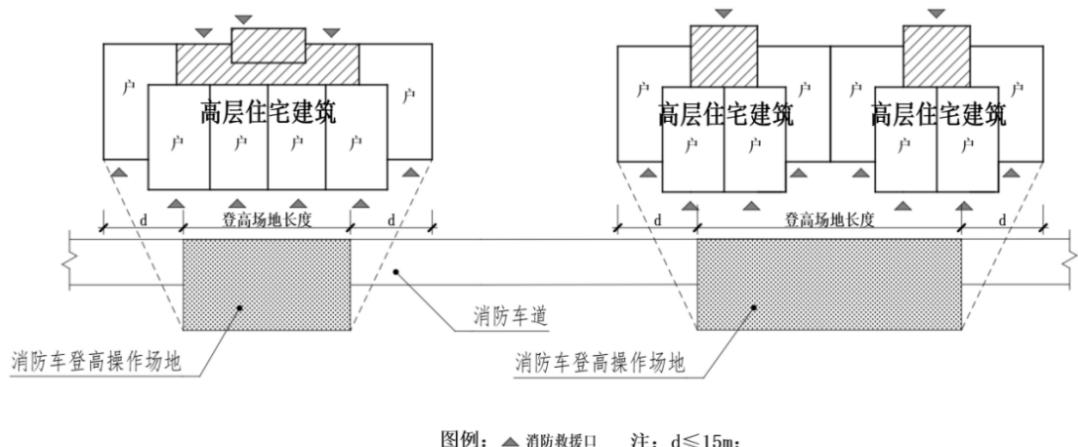 户 户 户 户 户 户
高层住宅建筑
户 户 户 户 户 户 户 户
高层住宅建筑 高层住宅建筑
d 登高场地长度 d
d 登高场地长度 d
消防车道
消防车登高操作场地
消防车登高操作场地
图例: 消防救援口 注: d≦15m;